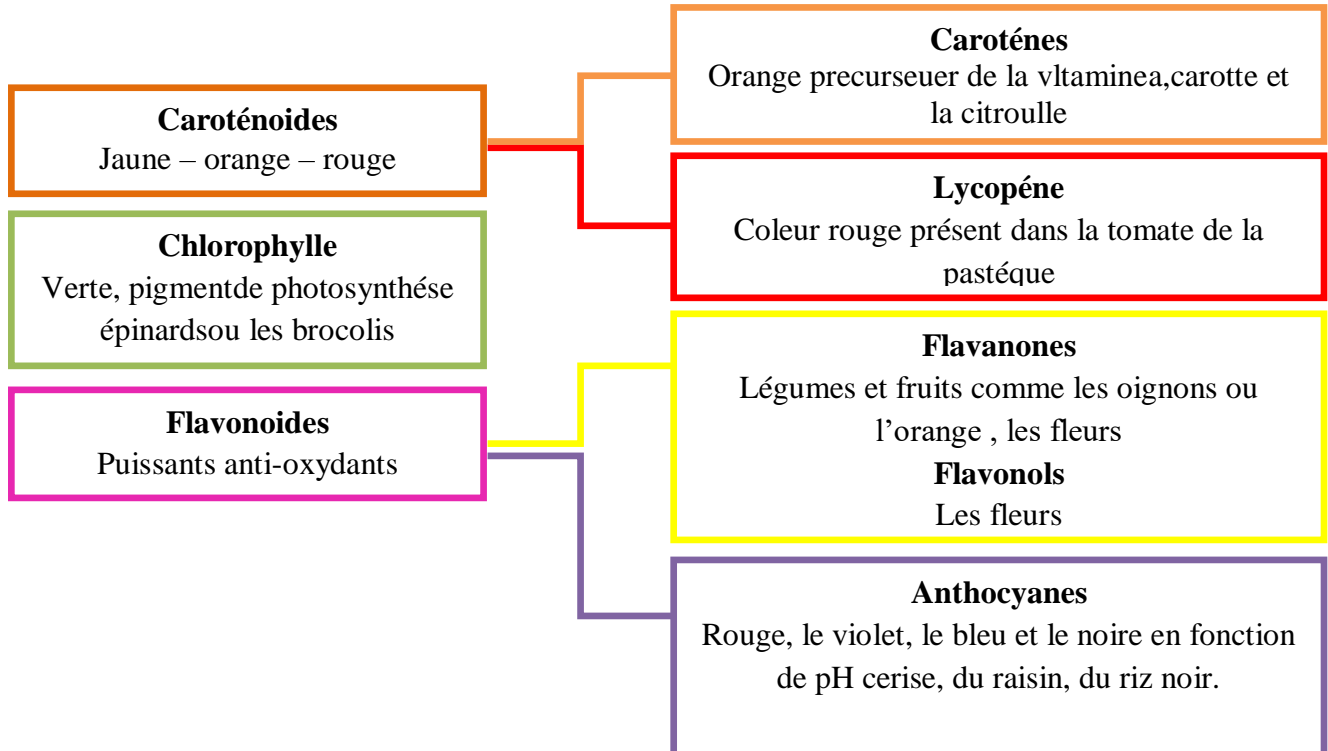 Caroténoides
Jaune – orange – rouge
Chlorophylle
Verte, pigmentde photosynthése
épinardsou les brocolis
Flavonoides
Puissants anti-oxydants
Caroténes
Orange precurseuer de la vltaminea,carotte et
la citroulle
Lycopéne
Coleur rouge présent dans la tomate de la
pastéque
Flavanones
Légumes et fruits comme les oignons ou
l’orange , les fleurs
Flavonols
Les fleurs
Anthocyanes
Rouge, le violet, le bleu et le noire en fonction
de pH cerise, du raisin, du riz noir.